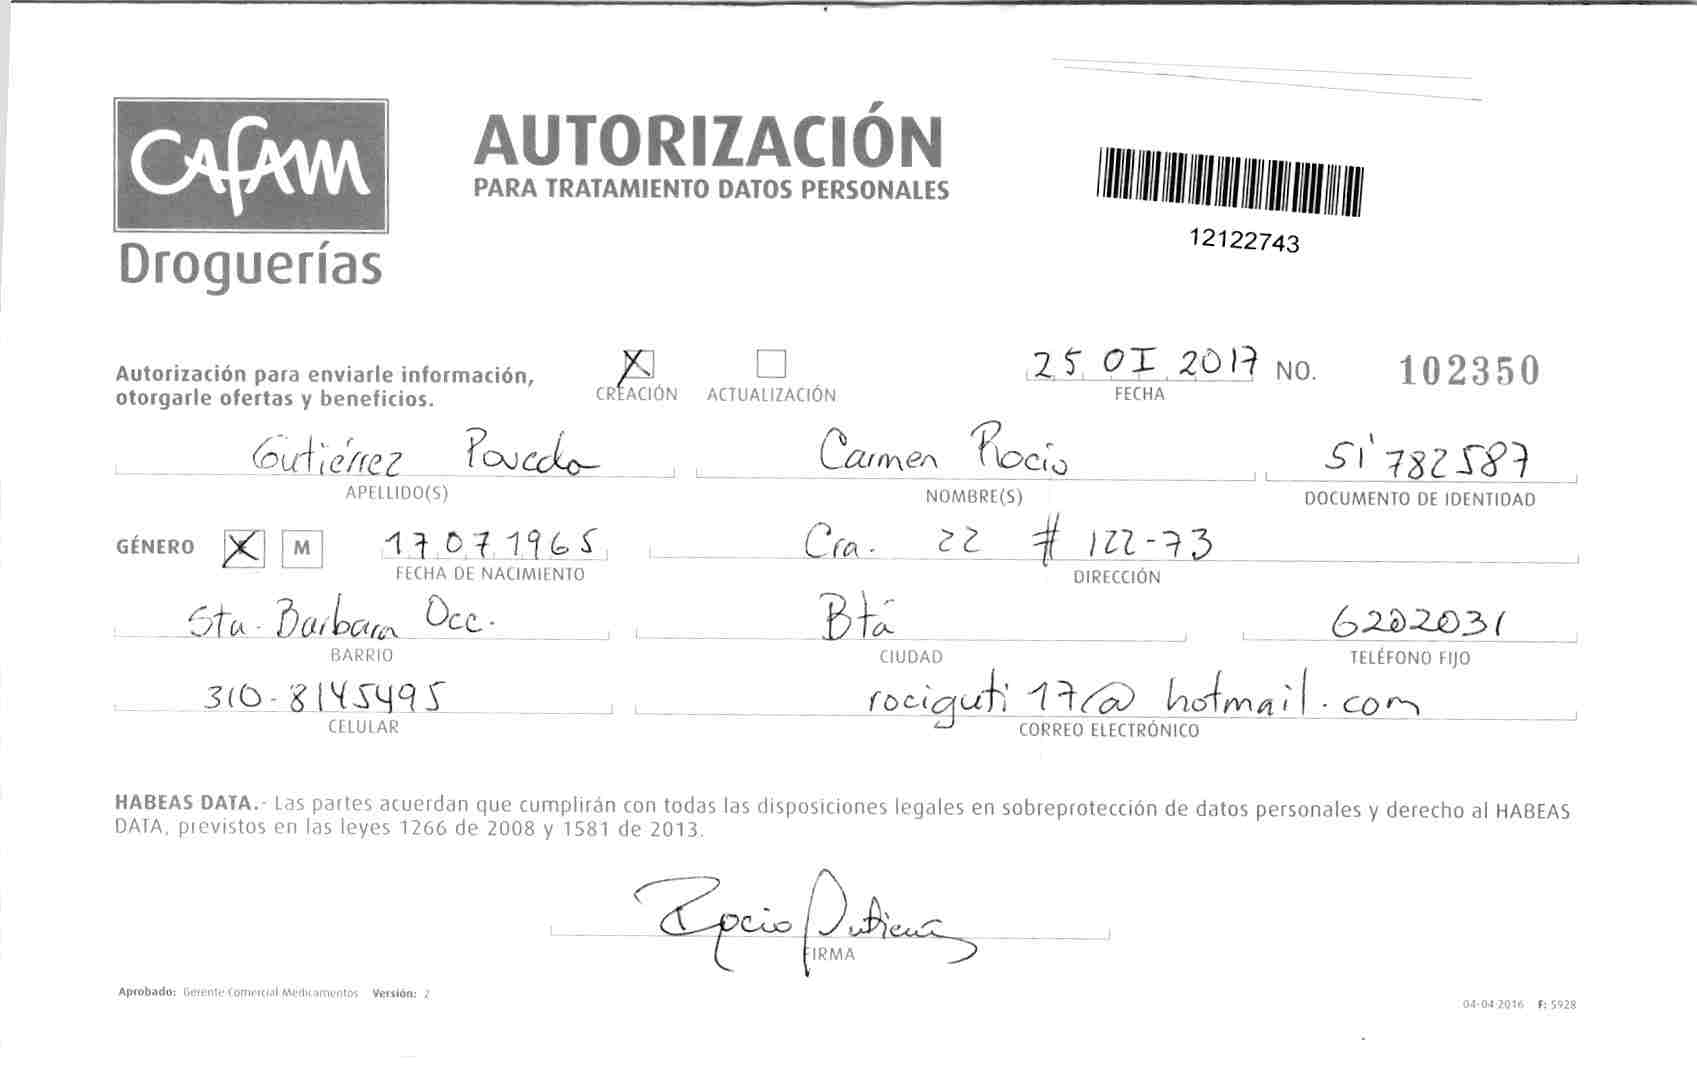 CAFAM
Droguerías
AUTORIZACIÓN
PARA TRATAMIENTO DATOS PERSONALES
12122743
Autorización para enviarle información,
otorgarle ofertas y beneficios.
X CREACIÓN ACTUALIZACIÓN
25 01 2017 NO. 102350
FECHA
Gutiérrez Poveda Carmen Rocio 51'782587
APELLIDO(S) NOMBRE(S) DOCUMENTO DE IDENTIDAD
GÉNERO X M 17 07 1965 Cra. 22 # 122-73
FECHA DE NACIMIENTO DIRECCIÓN
Sta. Barbara Occ. Btá 6202031
BARRIO CIUDAD TELÉFONO FIJO
310-8145495 rociguti17@hotmail.com
CELULAR CORREO ELECTRÓNICO
HABEAS DATA.- Las partes acuerdan que cumplirán con todas las disposiciones legales en sobreprotección de datos personales y derecho al HABEAS
DATA, previstos en las leyes 1266 de 2008 y 1581 de 2013.
Rocio Gutierrez
FIRMA
Aprobado: Gerente Comercial Medicamentos Versión: 2
04-04-2016 F: 5928